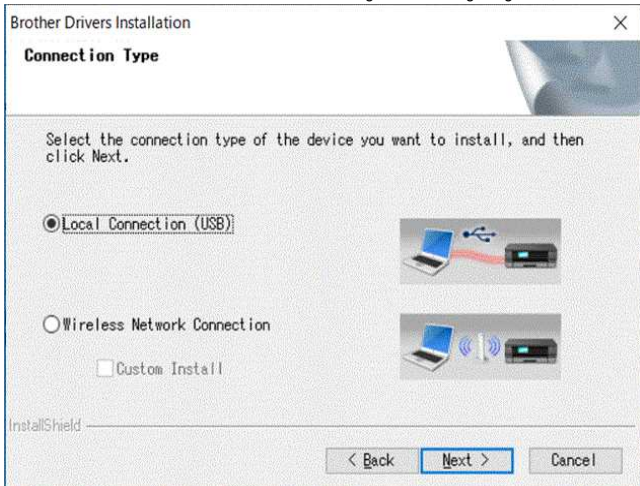 Brother Drivers Installation
Connection Type
Select the connection type of the device you want to install, and then
click Next.
Local Connection (USB)
Wireless Network Connection
Custom Install
InstallShield
< Back
Next >
Cancel